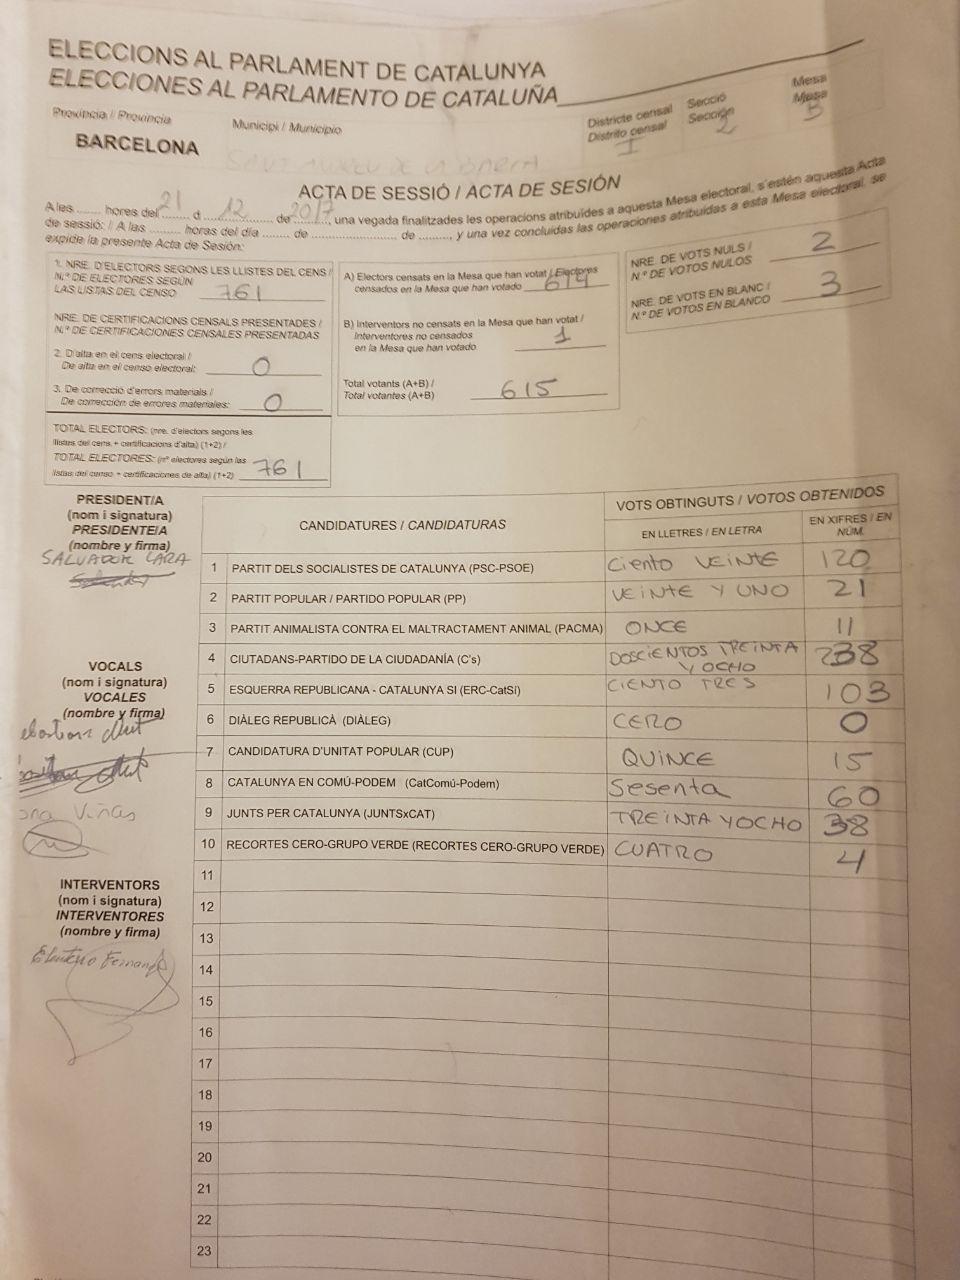 ELECCIONS AL PARLAMENT DE CATALUNYA
ELECCIONES AL PARLAMENTO DE CATALUÑA
Província / Provincia
BARCELONA
Municipi / Municipio
SANT ANDREU DE LA BARCA
Districte censal
Distrito censal
I
Secció
Sección
2
Mesa
Mesa
B
ACTA DE SESSIÓ / ACTA DE SESIÓN
A les ........ hores del 21 d 12 de 2017, una vegada finalitzades les operacions atribuïdes a aquesta Mesa electoral, s'estén aquesta Acta
de sessió: / A las ......... horas del día ........ de ........................ de ........, y una vez concluidas las operaciones atribuidas a esta Mesa electoral, se
expide la presente Acta de Sesión:
1. NRE. D'ELECTORS SEGONS LES LLISTES DEL CENS /
N.º DE ELECTORES SEGÚN
LAS LISTAS DEL CENSO 761
NRE. DE CERTIFICACIONS CENSALS PRESENTADES /
N.º DE CERTIFICACIONES CENSALES PRESENTADAS
2. D'alta en el cens electoral /
De alta en el censo electoral: 0
3. De correcció d'errors materials /
De corrección de errores materiales: 0
TOTAL ELECTORS: (nre. d'electors segons les
llistes del cens + certificacions d'alta) (1+2) /
TOTAL ELECTORES: (nº electores según las
listas del censo + certificaciones de alta) (1+2) 761
A) Electors censats en la Mesa que han votat / Electores
censados en la Mesa que han votado 614
B) Interventors no censats en la Mesa que han votat /
Interventores no censados
en la Mesa que han votado 1
Total votants (A+B) /
Total votantes (A+B) 615
NRE. DE VOTS NULS /
N.º DE VOTOS NULOS 2
NRE. DE VOTS EN BLANC /
N.º DE VOTOS EN BLANCO 3
PRESIDENT/A
(nom i signatura)
PRESIDENTE/A
(nombre y firma)
SALVADOR LARA
VOCALS
(nom i signatura)
VOCALES
(nombre y firma)
Viñas
INTERVENTORS
(nom i signatura)
INTERVENTORES
(nombre y firma)
CANDIDATURES / CANDIDATURAS
VOTS OBTINGUTS / VOTOS OBTENIDOS
EN LLETRES / EN LETRA
EN XIFRES / EN
NÚM.
1 PARTIT DELS SOCIALISTES DE CATALUNYA (PSC-PSOE) Ciento VEINTE 120
2 PARTIT POPULAR / PARTIDO POPULAR (PP) VEINTE Y UNO 21
3 PARTIT ANIMALISTA CONTRA EL MALTRACTAMENT ANIMAL (PACMA) ONCE 11
4 CIUTADANS-PARTIDO DE LA CIUDADANÍA (C's) DOSCIENTOS TREINTA Y OCHO 238
5 ESQUERRA REPUBLICANA - CATALUNYA SI (ERC-CatSí) CIENTO TRES 103
6 DIÀLEG REPUBLICÀ (DIÀLEG) CERO 0
7 CANDIDATURA D'UNITAT POPULAR (CUP) QUINCE 15
8 CATALUNYA EN COMÚ-PODEM (CatComú-Podem) Sesenta 60
9 JUNTS PER CATALUNYA (JUNTSxCAT) TREINTA Y OCHO 38
10 RECORTES CERO-GRUPO VERDE (RECORTES CERO-GRUPO VERDE) CUATRO 4
11
12
13
14
15
16
17
18
19
20
21
22
23